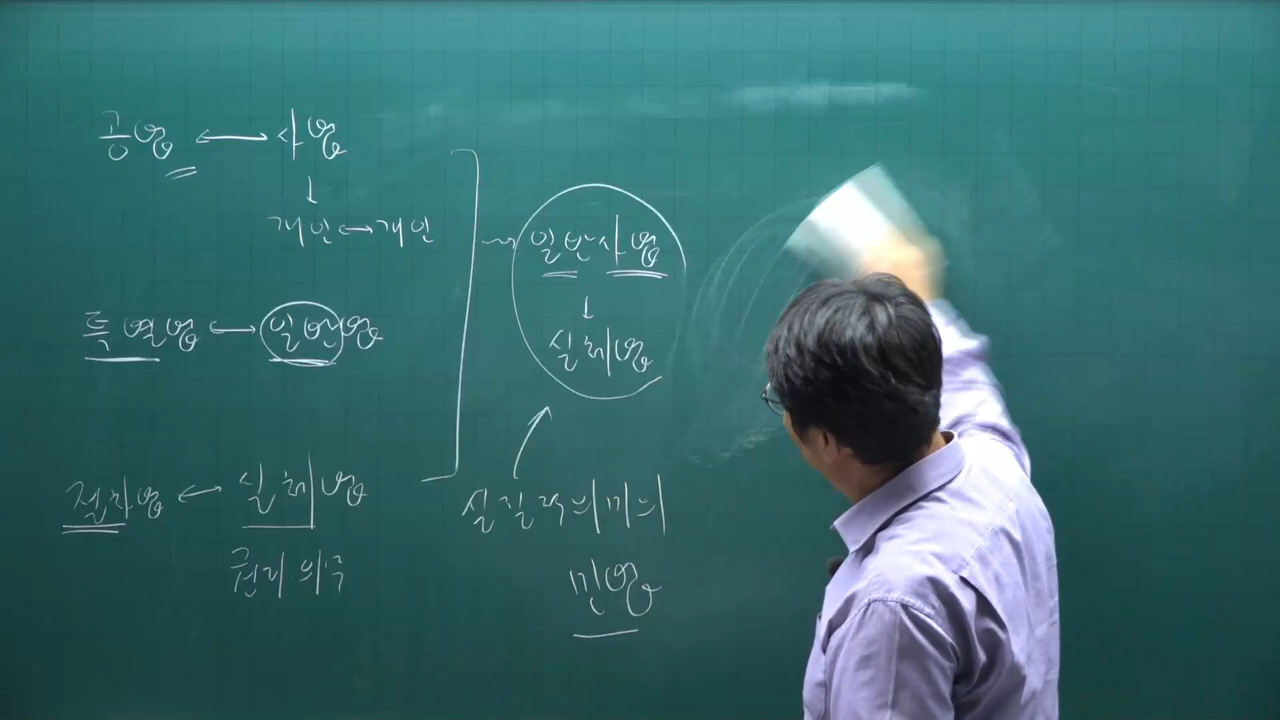 공법 ↔ 사법
↓
개인 ↔ 개인
특별법 ↔ 일반법
절차법 ↔ 실체법
권리 의무
일반사법
↓
실체법
실질적 의미의
민법